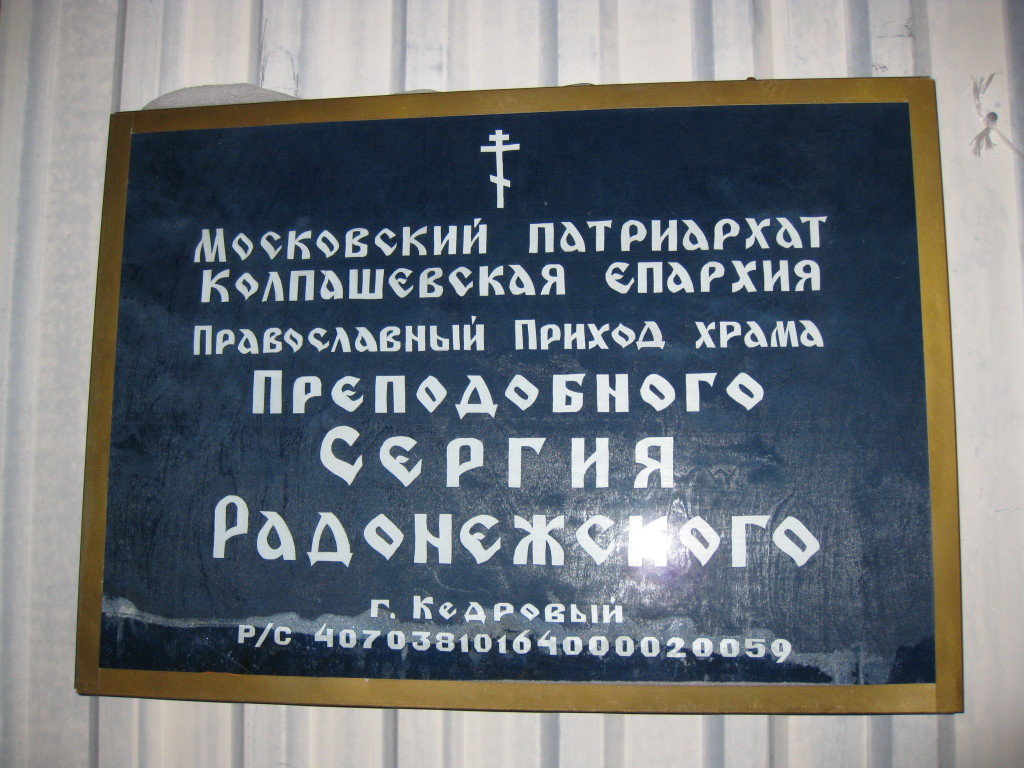 Московский патриархат
Колпашевская епархия
Православный Приход храма
Преподобного
Сергия
Радонежского
г. Кедровый
Р/С 40703810164000020059